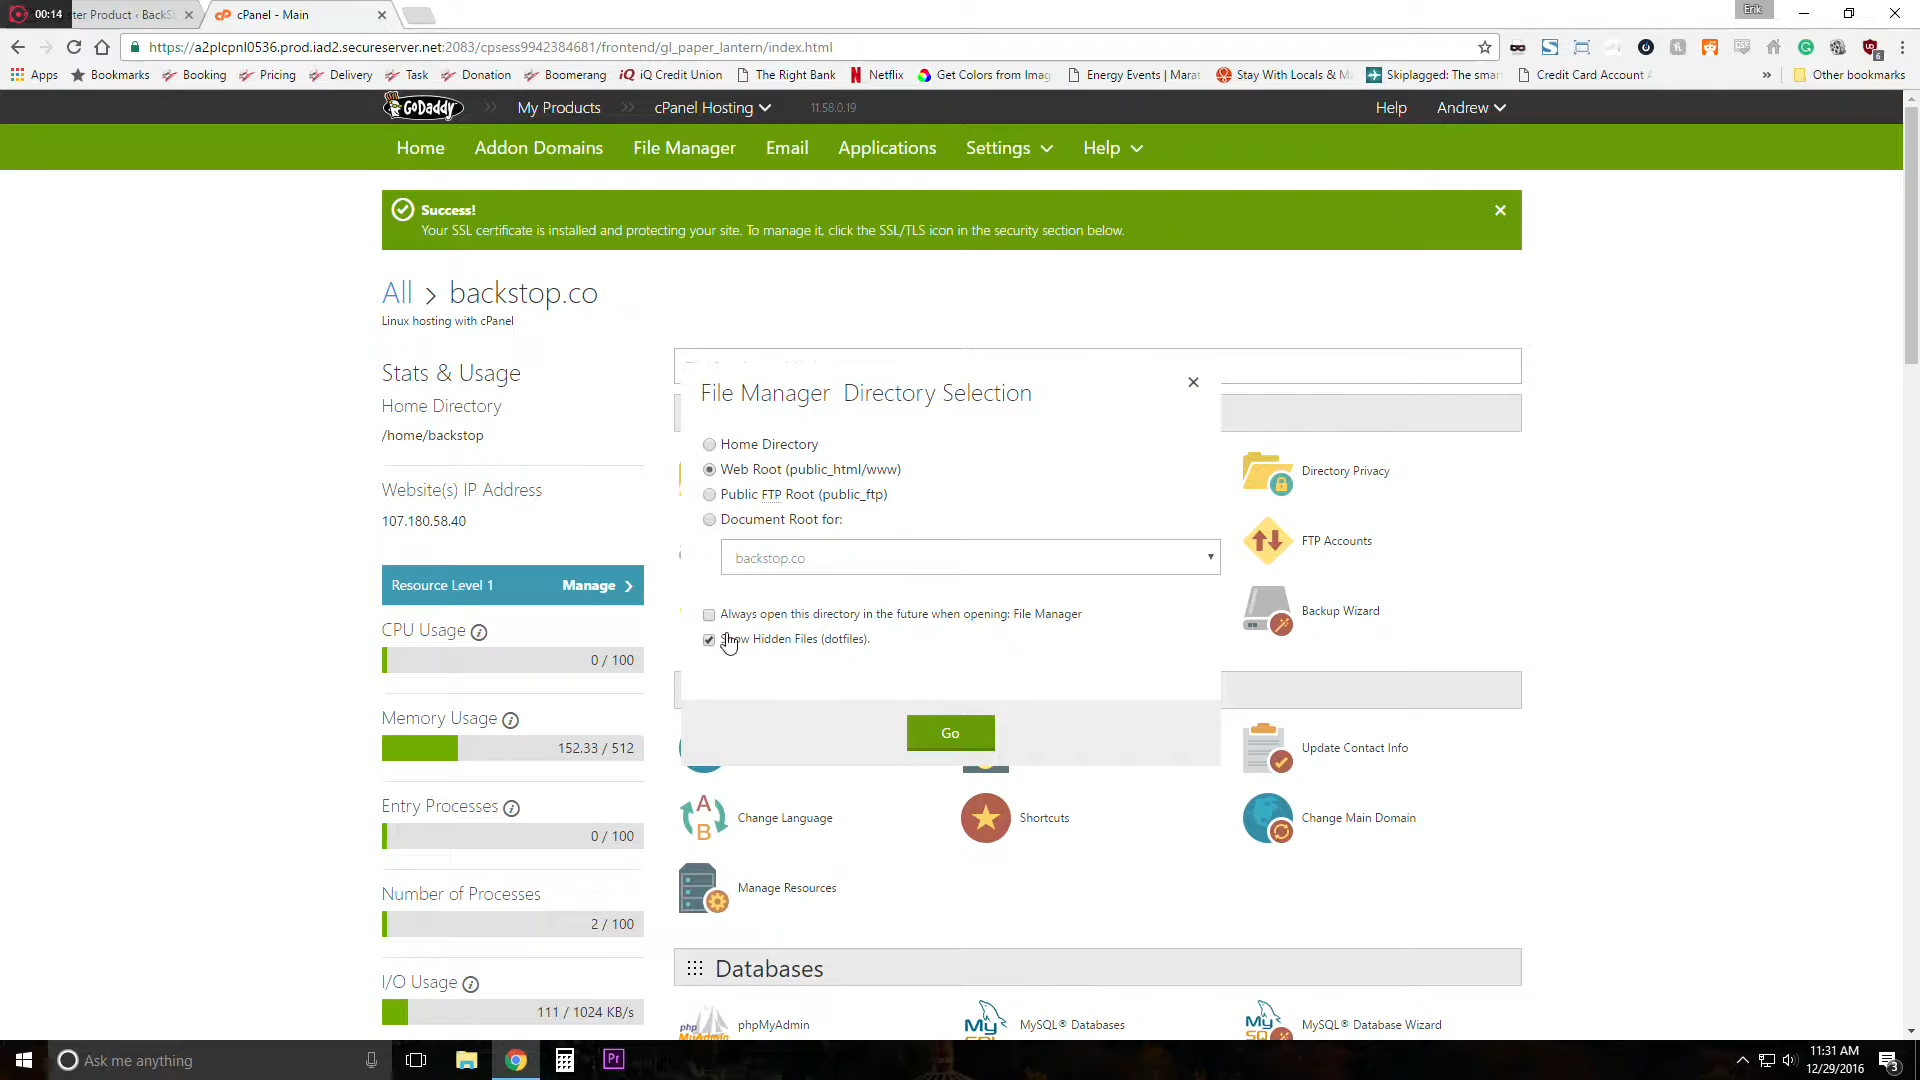 00:14
ter Product ‹ BackSt
cPanel - Main
Erik
https://a2plcpnl0536.prod.iad2.secureserver.net:2083/cpsess9942384681/frontend/gl_paper_lantern/index.html
Apps
Bookmarks
Booking
Pricing
Delivery
Task
Donation
Boomerang
iQ Credit Union
The Right Bank
Netflix
Get Colors from Imag
Energy Events | Marat
Stay With Locals & M
Skiplagged: The smar
Credit Card Account
»
Other bookmarks
GoDaddy
My Products
cPanel Hosting
11.58.0.19
Help
Andrew
Home
Addon Domains
File Manager
Email
Applications
Settings
Help
Success!
Your SSL certificate is installed and protecting your site. To manage it, click the SSL/TLS icon in the security section below.
All > backstop.co
Linux hosting with cPanel
Stats & Usage
Home Directory
/home/backstop
Website(s) IP Address
107.180.58.40
Resource Level 1
Manage
CPU Usage
0 / 100
Memory Usage
152.33 / 512
Entry Processes
0 / 100
Number of Processes
2 / 100
I/O Usage
111 / 1024 KB/s
File Manager Directory Selection
Home Directory
Web Root (public_html/www)
Public FTP Root (public_ftp)
Document Root for:
backstop.co
Always open this directory in the future when opening: File Manager
Show Hidden Files (dotfiles).
Go
Directory Privacy
FTP Accounts
Backup Wizard
Update Contact Info
Change Language
Shortcuts
Change Main Domain
Manage Resources
Databases
phpMyAdmin
MySQL® Databases
MySQL® Database Wizard
Ask me anything
Pr
11:31 AM
12/29/2016
3